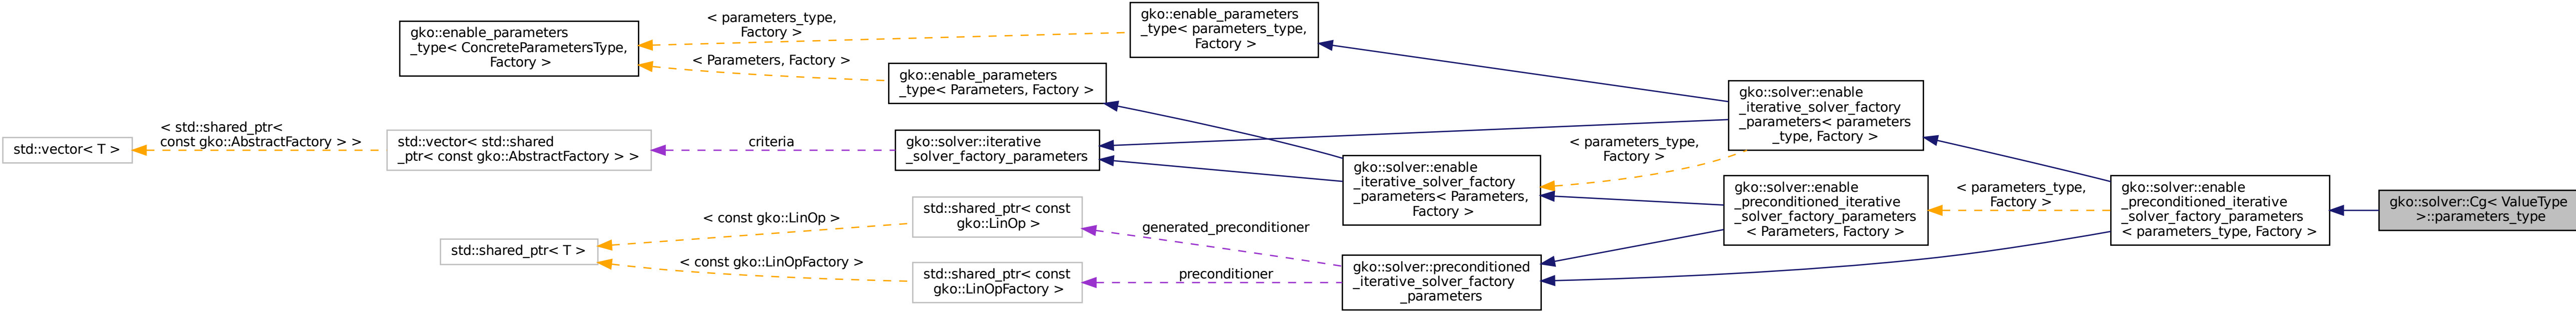 gko::enable_parameters
_type< ConcreteParametersType,
Factory >
< parameters_type,
Factory >
< Parameters, Factory >
gko::enable_parameters
_type< parameters_type,
Factory >
gko::enable_parameters
_type< Parameters, Factory >
std::vector< T >
< std::shared_ptr<
const gko::AbstractFactory > >
std::vector< std::shared
_ptr< const gko::AbstractFactory > >
criteria
gko::solver::iterative
_solver_factory_parameters
std::shared_ptr< T >
< const gko::LinOp >
< const gko::LinOpFactory >
std::shared_ptr< const
gko::LinOp >
std::shared_ptr< const
gko::LinOpFactory >
generated_preconditioner
preconditioner
gko::solver::enable
_iterative_solver_factory
_parameters< Parameters,
Factory >
gko::solver::preconditioned
_iterative_solver_factory
_parameters
< parameters_type,
Factory >
gko::solver::enable
_iterative_solver_factory
_parameters< parameters
_type, Factory >
gko::solver::enable
_preconditioned_iterative
_solver_factory_parameters
< Parameters, Factory >
< parameters_type,
Factory >
gko::solver::enable
_preconditioned_iterative
_solver_factory_parameters
< parameters_type, Factory >
gko::solver::Cg< ValueType
>::parameters_type